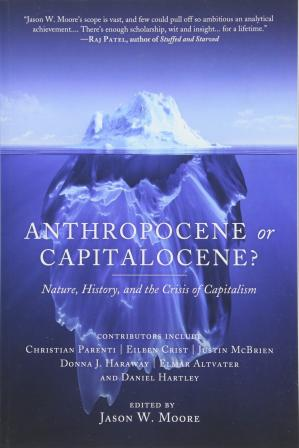 "Jason W. Moore's scope is vast, and few could pull off so ambitious an analytical
achievement.... There's enough scholarship, wit and insight... for a lifetime."
—Raj Patel, author of Stuffed and Starved
ANTHROPOCENE or
CAPITALOCENE?
Nature, History, and the Crisis of Capitalism
CONTRIBUTORS INCLUDE
Christian Parenti | Eileen Crist | Justin McBrien
Donna J. Haraway | Elmar Altvater
and Daniel Hartley
EDITED BY
Jason W. Moore